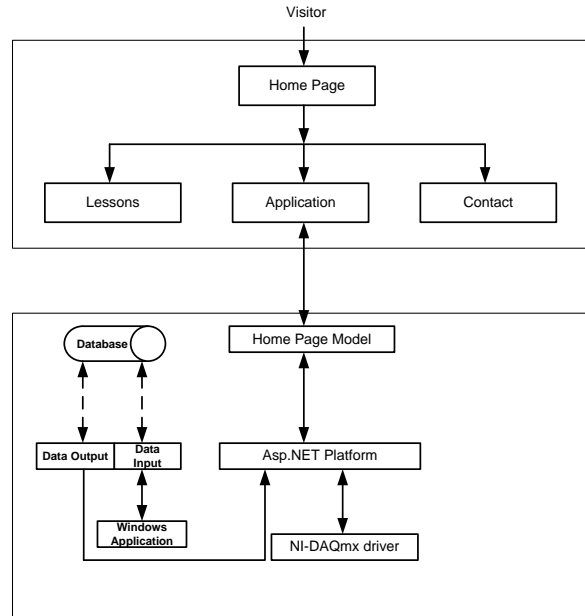 Visitor
Home Page
Lessons
Application
Contact
Database
Home Page Model
Data Output
Data
Input
Asp.NET Platform
Windows
Application
NI-DAQmx driver